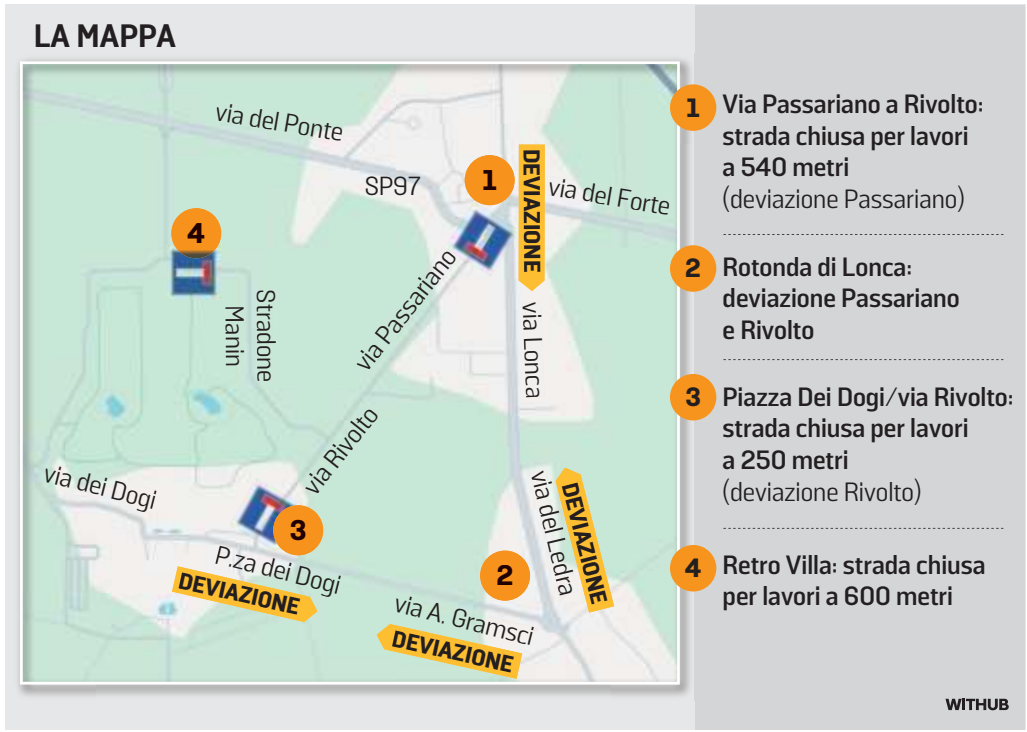 LA MAPPA
via del Ponte
SP97
1
DEVIAZIONE
via del Forte
4
Stradone
Manin
via Passariano
via Lonca
via Rivolto
via dei Dogi
3
P.za dei Dogi
DEVIAZIONE
2
via del Ledra
DEVIAZIONE
via A. Gramsci
DEVIAZIONE
1 Via Passariano a Rivolto:
strada chiusa per lavori
a 540 metri
(deviazione Passariano)
2 Rotonda di Lonca:
deviazione Passariano
e Rivolto
3 Piazza Dei Dogi/via Rivolto:
strada chiusa per lavori
a 250 metri
(deviazione Rivolto)
4 Retro Villa: strada chiusa
per lavori a 600 metri
WITHUB